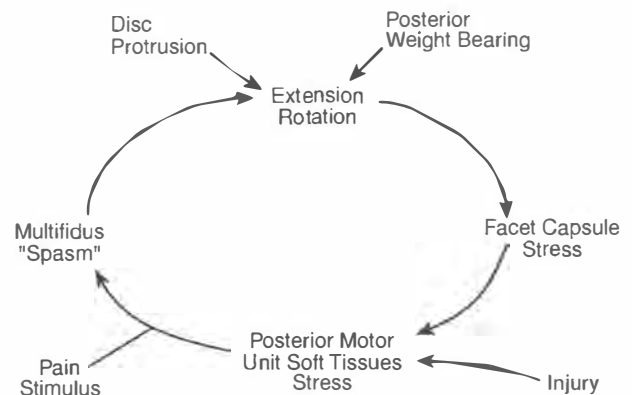 Disc
Protrusion
Posterior
Weight Bearing
Extension
Rotation
Facet Capsule
Stress
Multifidus
"Spasm"
Posterior Motor
Unit Soft Tissues
Stress
Pain
Stimulus
Injury